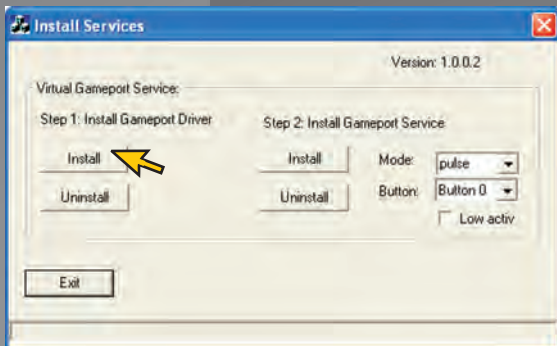 Install Services
Version: 1.0.0.2
Virtual Gameport Service:
Step 1: Install Gameport Driver
Step 2: Install Gameport Service
Install
Install
Mode:
pulse
Uninstall
Uninstall
Button:
Button 0
Low activ
Exit